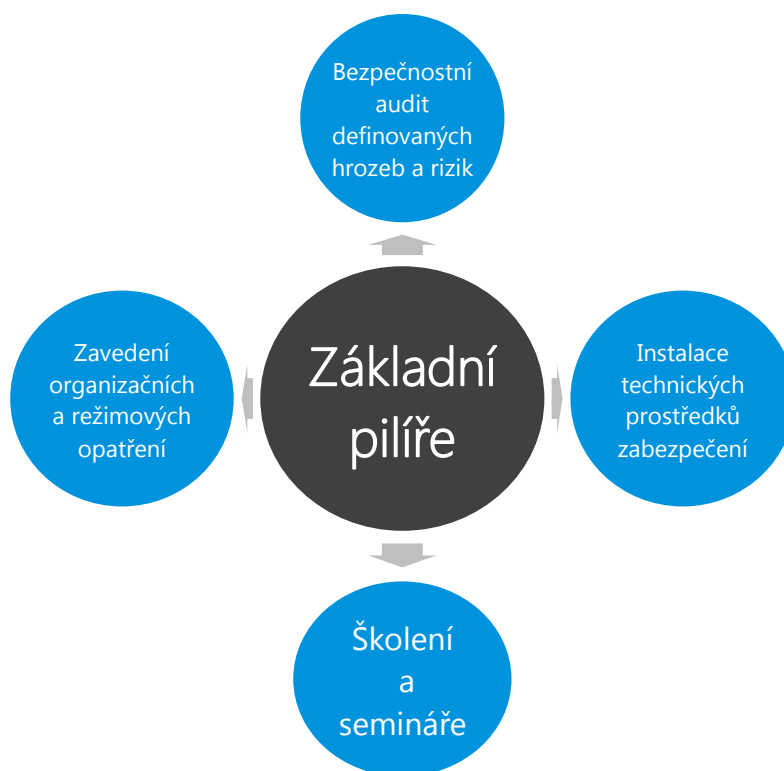 Bezpečnostní
audit
definovaných
hrozeb a rizik
Zavedení
organizačních
a režimových
opatření
Základní
pilíře
Instalace
technických
prostředků
zabezpečení
Školení
a
semináře